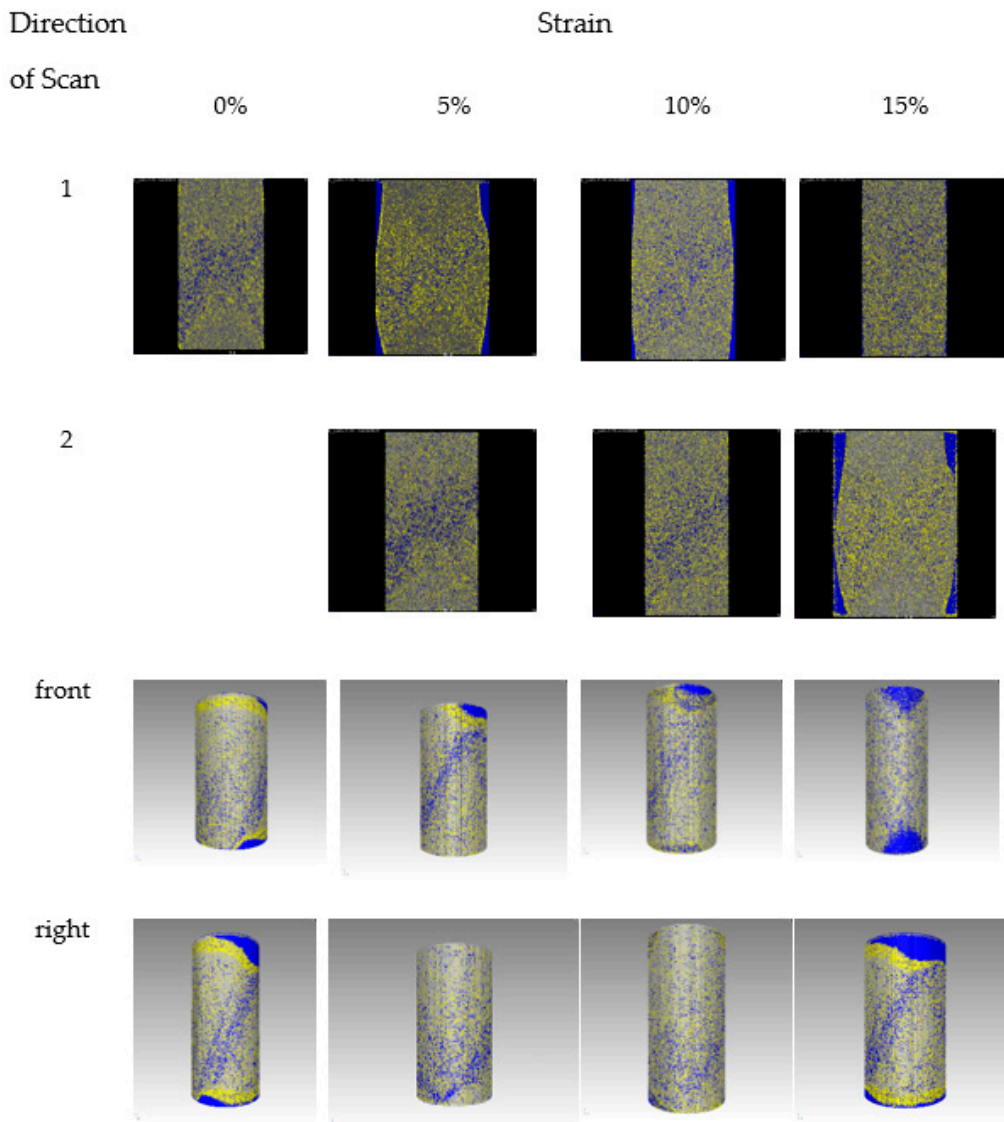 Direction Strain
of Scan
0% 5% 10% 15%
1
2
front
right